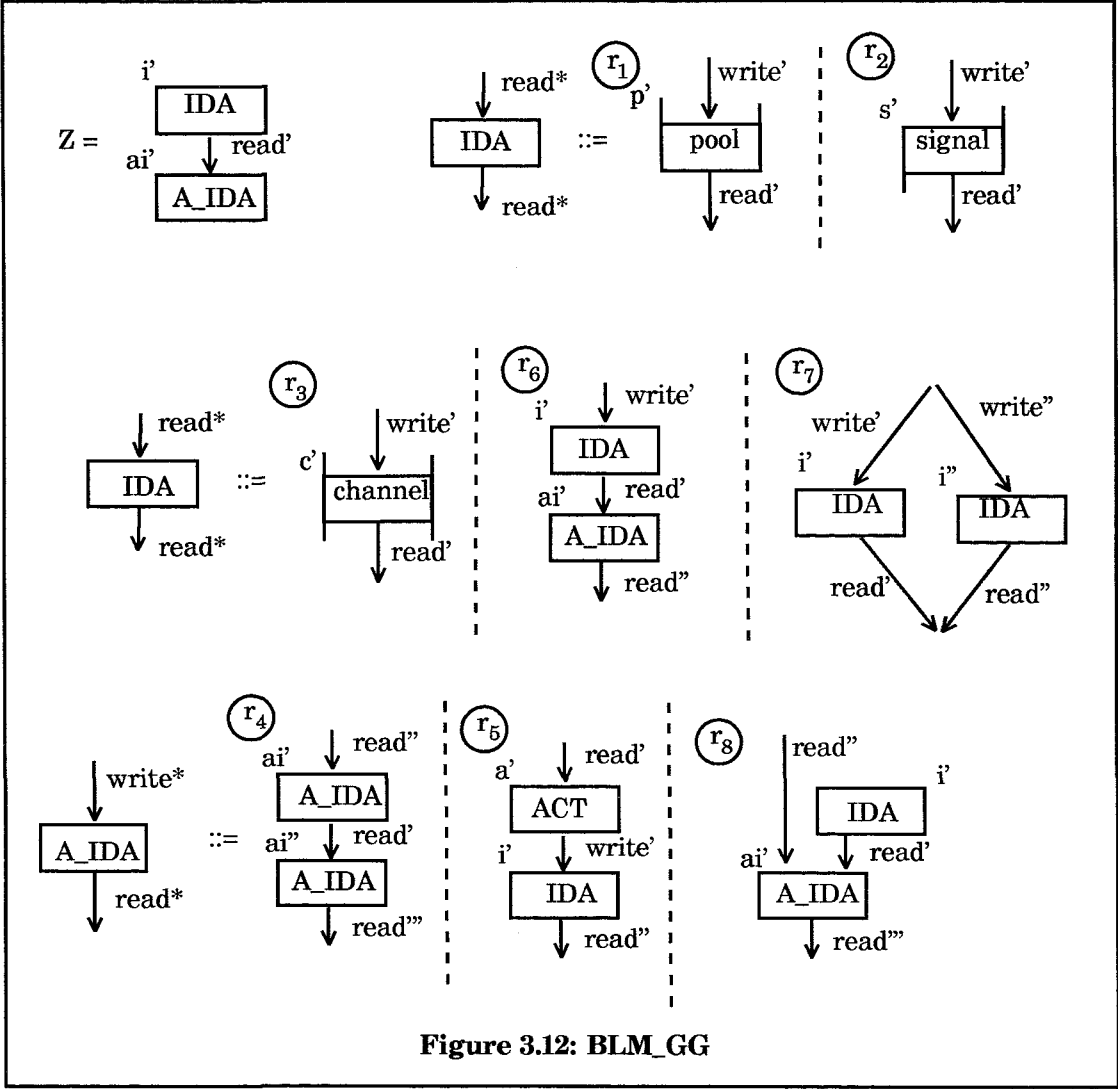 i' r₁ r₂
IDA read* write' write'
p' s'
Z = read' IDA ::= pool signal
ai'
A_IDA read' read'
read*
r₃ r₆ r₇
read* write' i' write' write'' write'
c' i' i''
IDA ::= channel IDA IDA IDA
ai' read'
read* read' A_IDA read' read''
read''
r₄ r₅ r₈
ai' read'' a' read' read'' i'
write* A_IDA ACT IDA
A_IDA ::= ai'' read' i' write' ai' read'
A_IDA IDA A_IDA
read* read''' read'' read'''
Figure 3.12: BLM_GG